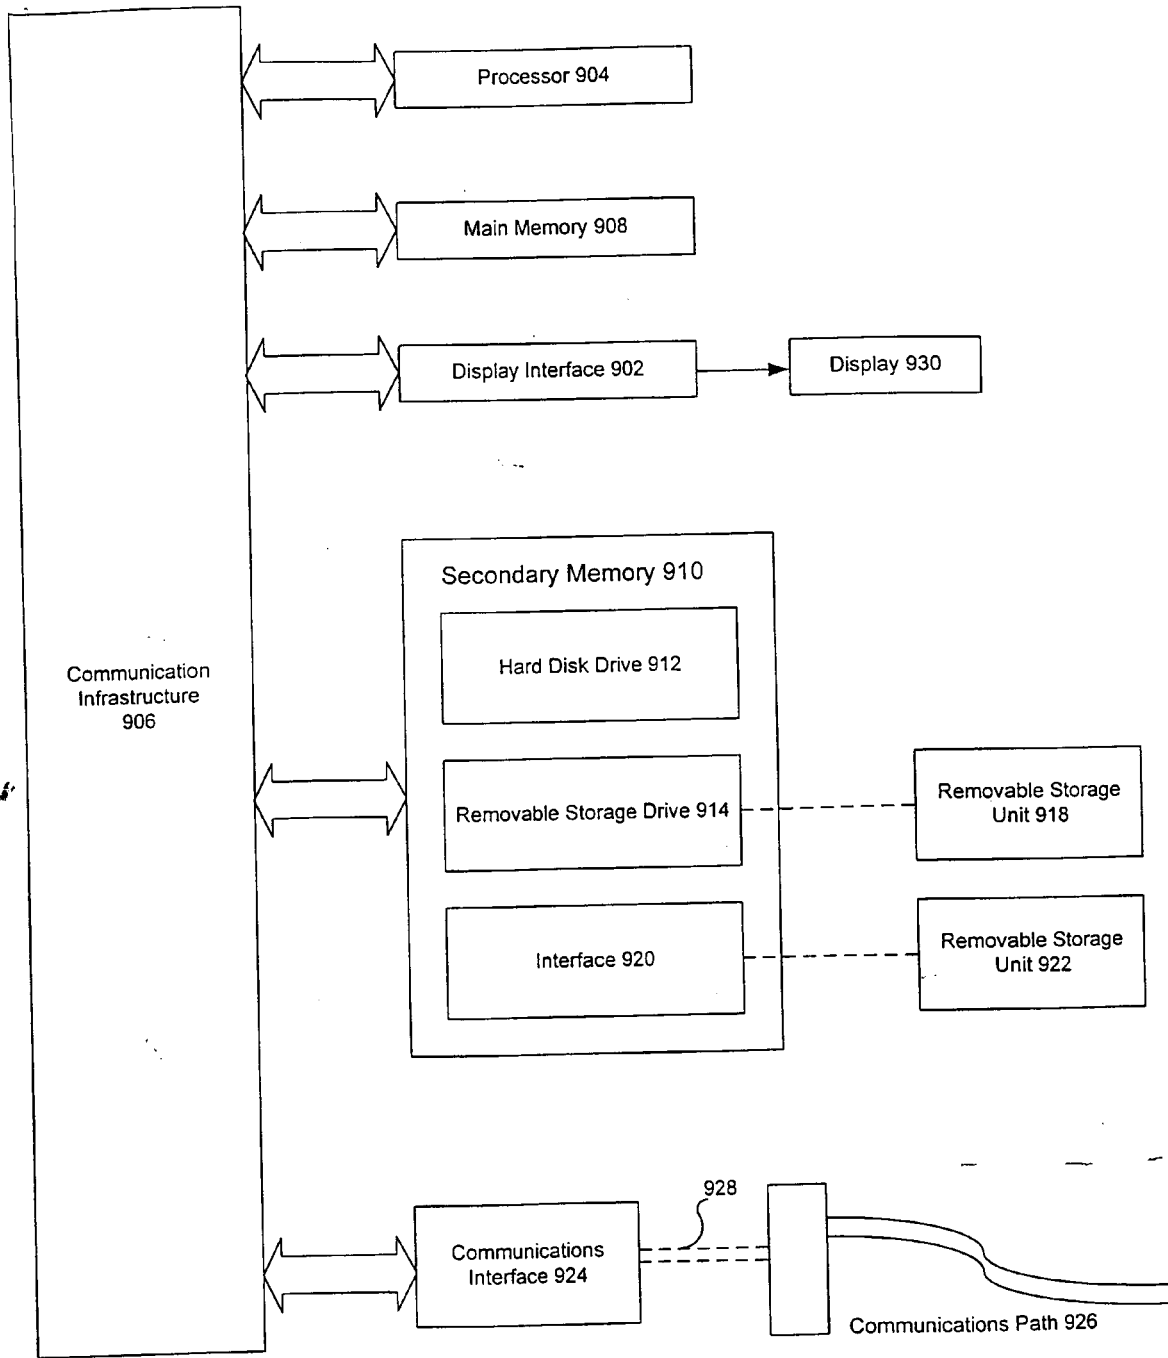 Processor 904
Main Memory 908
Display Interface 902
Display 930
Secondary Memory 910
Hard Disk Drive 912
Communication
Infrastructure
906
Removable Storage Drive 914
Removable Storage
Unit 918
Interface 920
Removable Storage
Unit 922
928
Communications
Interface 924
Communications Path 926